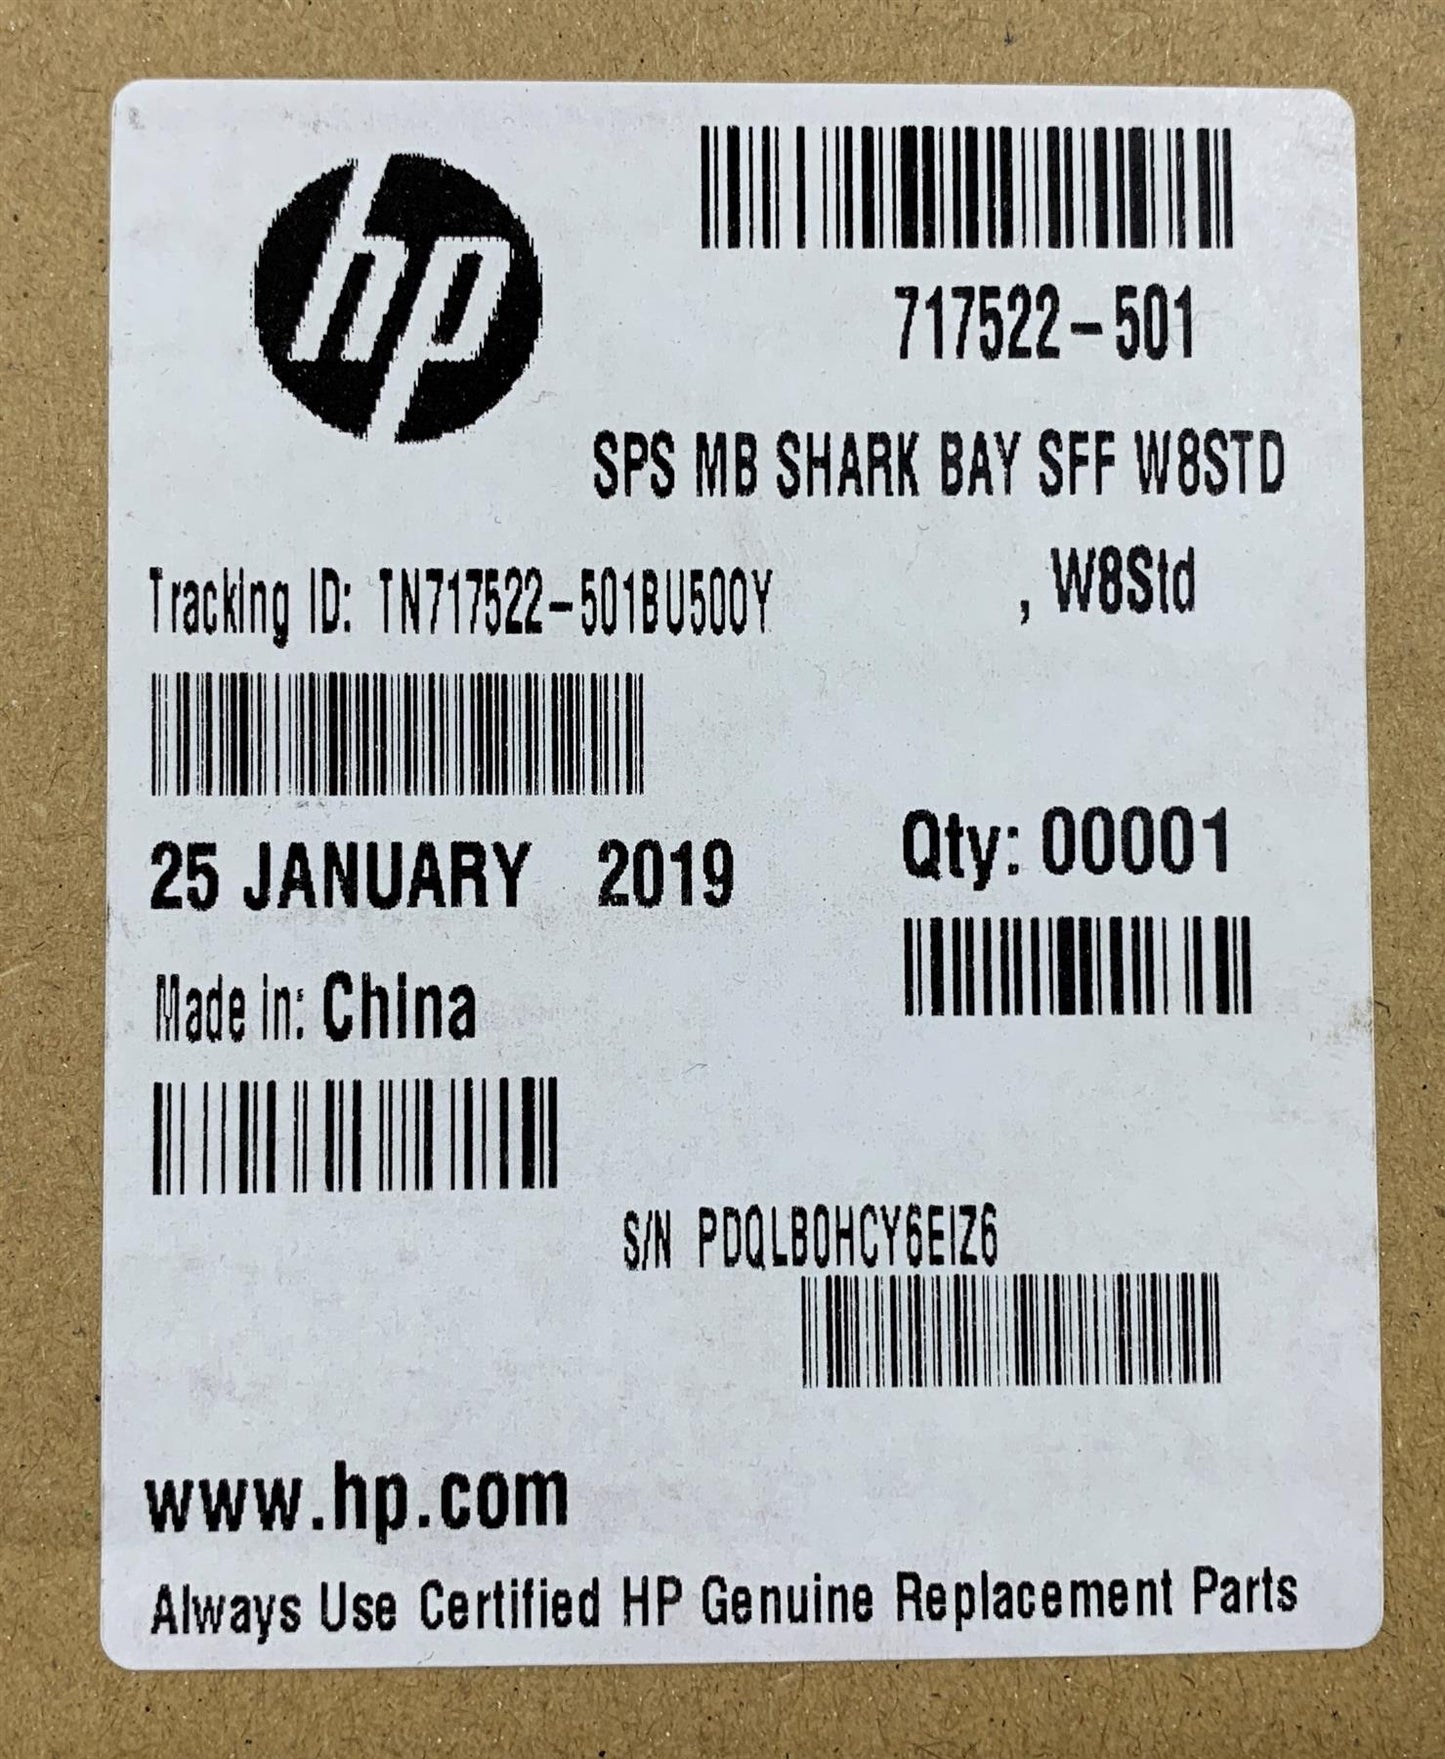 hp
717522-501
SPS MB SHARK BAY SFF W8STD
, W8Std
Tracking ID: TN717522-501BU500Y
25 JANUARY 2019
Qty: 00001
Made in: China
S/N PDQLB0HCY6EIZ6
www.hp.com
Always Use Certified HP Genuine Replacement Parts